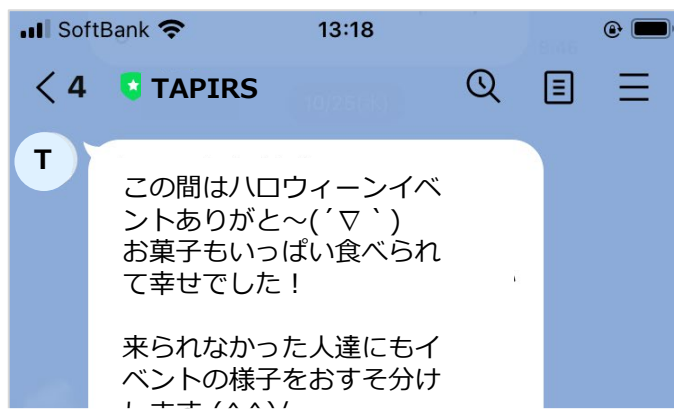 SoftBank 13:18
4 TAPIRS
T
この間はハロウィーンイベ
ントありがと～(´▽｀)
お菓子もいっぱい食べられ
て幸せでした！
来られなかった人達にもイ
ベントの様子をおすそ分け
します(^^)/